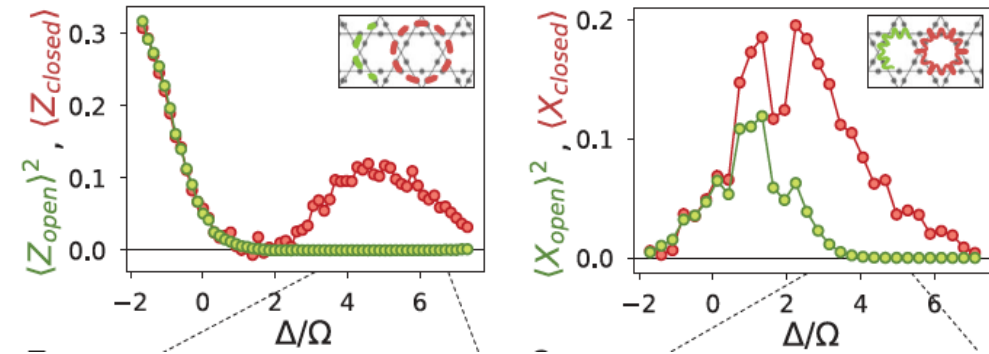 ⟨Z_open⟩² , ⟨Z_closed⟩
0.3
0.2
0.1
0.0
−2 0 2 4 6
Δ/Ω
⟨X_open⟩² , ⟨X_closed⟩
0.2
0.1
0.0
−2 0 2 4 6
Δ/Ω